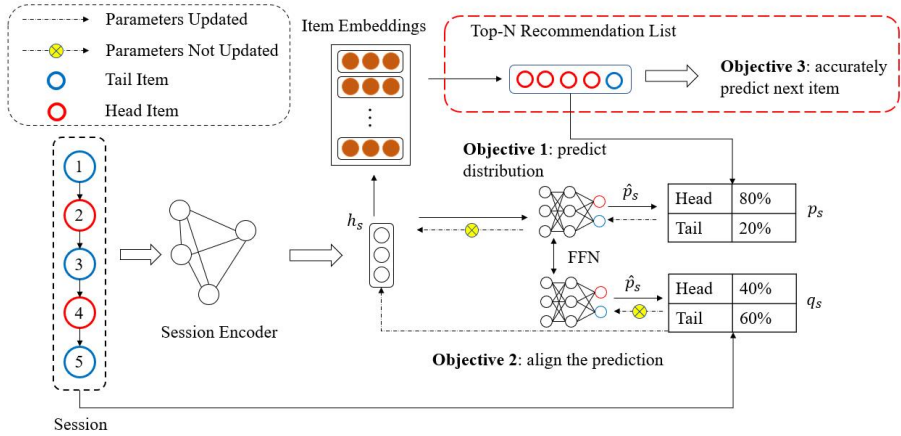 Parameters Updated
Parameters Not Updated
Tail Item
Head Item
Item Embeddings
Top-N Recommendation List
Objective 3: accurately
predict next item
Objective 1: predict
distribution
1
2
3
4
5
Session
Session Encoder
h_s
p̂_s
Head 80%
Tail 20%
p_s
FFN
p̂_s
Head 40%
Tail 60%
q_s
Objective 2: align the prediction